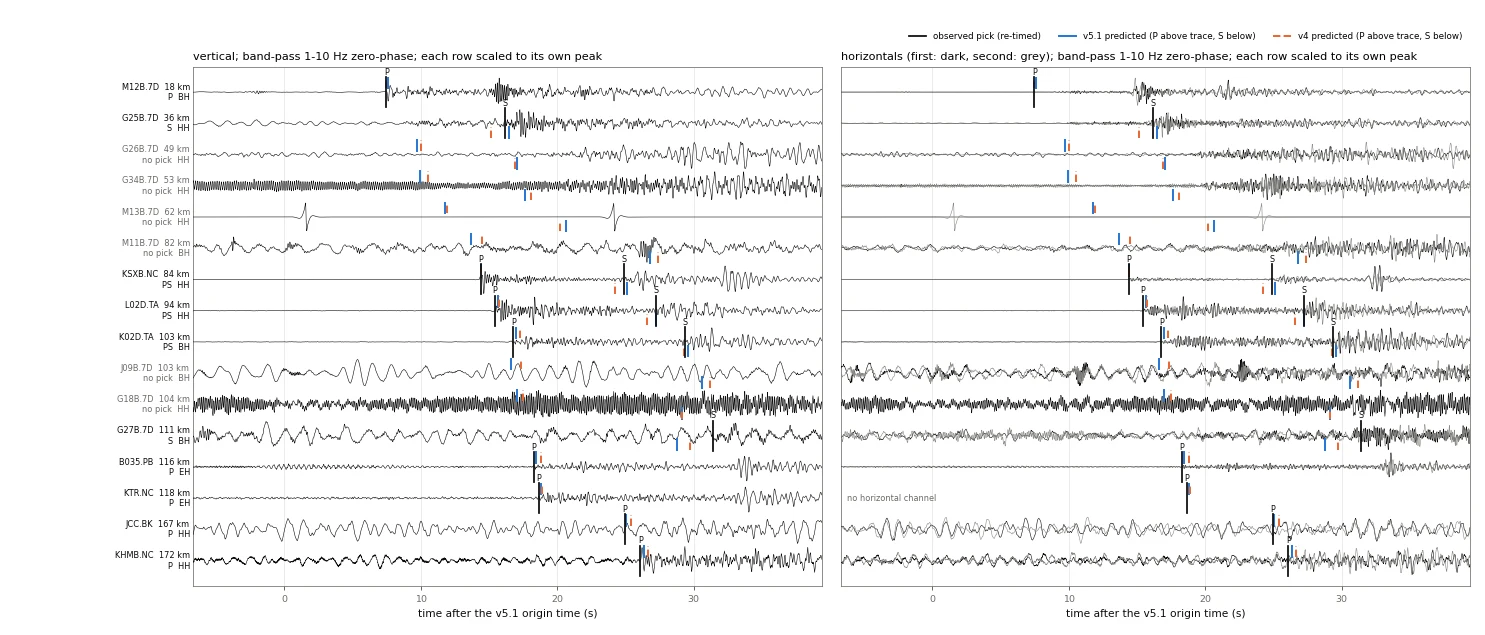 observed pick (re-timed) v5.1 predicted (P above trace, S below) v4 predicted (P above trace, S below)
vertical; band-pass 1-10 Hz zero-phase; each row scaled to its own peak
horizontals (first: dark, second: grey); band-pass 1-10 Hz zero-phase; each row scaled to its own peak
M12B.7D 18 km
P BH
G25B.7D 36 km
S HH
G26B.7D 49 km
no pick HH
G34B.7D 53 km
no pick HH
M13B.7D 62 km
no pick HH
M11B.7D 82 km
no pick BH
KSXB.NC 84 km
PS HH
L02D.TA 94 km
PS HH
K02D.TA 103 km
PS BH
J09B.7D 103 km
no pick BH
G18B.7D 104 km
no pick HH
G27B.7D 111 km
S BH
B035.PB 116 km
P EH
KTR.NC 118 km
P EH
JCC.BK 167 km
P HH
KHMB.NC 172 km
P HH
P
S
P
S
P
S
P
S
S
P
P
P
P
P
S
P
S
P
S
P
S
S
P
P
no horizontal channel
P
P
0 10 20 30
time after the v5.1 origin time (s)
0 10 20 30
time after the v5.1 origin time (s)